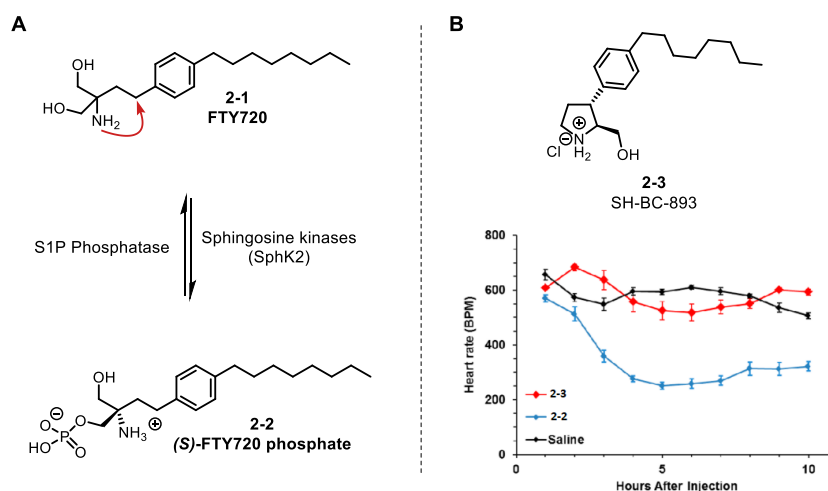 A
OH
HO
NH2
2-1
FTY720
S1P Phosphatase
Sphingosine kinases
(SphK2)
OH
⊖
O
O
P
HO
O
NH3
⊕
2-2
(S)-FTY720 phosphate
B
⊕
⊖
N
Cl
H2
OH
2-3
SH-BC-893
800
600
400
200
0
Heart rate (BPM)
2-3
2-2
Saline
0
5
10
Hours After Injection